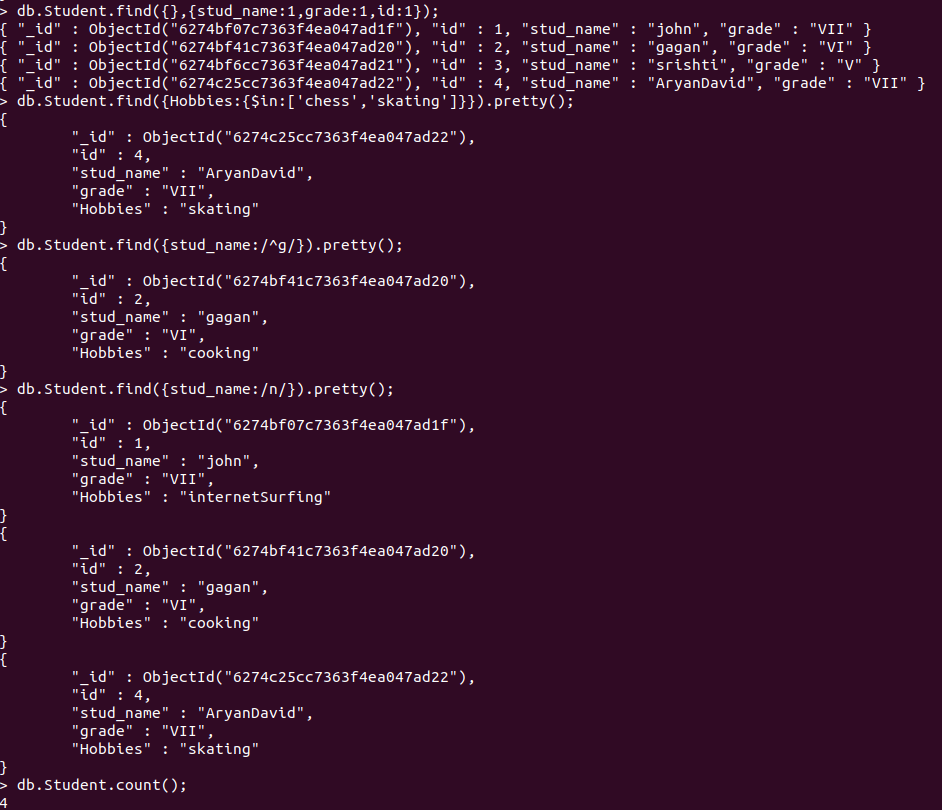 > db.Student.find({},{stud_name:1,grade:1,id:1});
{ "_id" : ObjectId("6274bf07c7363f4ea047ad1f"), "id" : 1, "stud_name" : "john", "grade" : "VII" }
{ "_id" : ObjectId("6274bf41c7363f4ea047ad20"), "id" : 2, "stud_name" : "gagan", "grade" : "VI" }
{ "_id" : ObjectId("6274bf6cc7363f4ea047ad21"), "id" : 3, "stud_name" : "srishti", "grade" : "V" }
{ "_id" : ObjectId("6274c25cc7363f4ea047ad22"), "id" : 4, "stud_name" : "AryanDavid", "grade" : "VII" }
> db.Student.find({Hobbies:{$in:['chess','skating']}}).pretty();
{
        "_id" : ObjectId("6274c25cc7363f4ea047ad22"),
        "id" : 4,
        "stud_name" : "AryanDavid",
        "grade" : "VII",
        "Hobbies" : "skating"
}
> db.Student.find({stud_name:/^g/}).pretty();
{
        "_id" : ObjectId("6274bf41c7363f4ea047ad20"),
        "id" : 2,
        "stud_name" : "gagan",
        "grade" : "VI",
        "Hobbies" : "cooking"
}
> db.Student.find({stud_name:/n/}).pretty();
{
        "_id" : ObjectId("6274bf07c7363f4ea047ad1f"),
        "id" : 1,
        "stud_name" : "john",
        "grade" : "VII",
        "Hobbies" : "internetSurfing"
}
{
        "_id" : ObjectId("6274bf41c7363f4ea047ad20"),
        "id" : 2,
        "stud_name" : "gagan",
        "grade" : "VI",
        "Hobbies" : "cooking"
}
{
        "_id" : ObjectId("6274c25cc7363f4ea047ad22"),
        "id" : 4,
        "stud_name" : "AryanDavid",
        "grade" : "VII",
        "Hobbies" : "skating"
}
> db.Student.count();
4